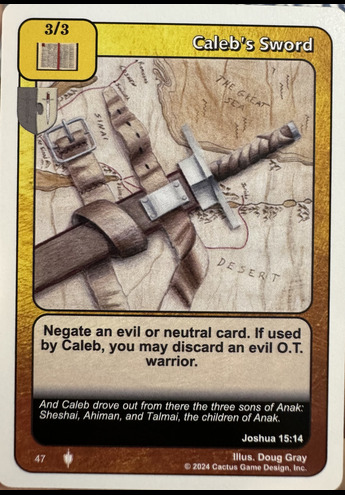 3/3
Caleb's Sword
THE GREAT
SEA
SINAI
DESERT
Negate an evil or neutral card. If used
by Caleb, you may discard an evil O.T.
warrior.
And Caleb drove out from there the three sons of Anak:
Sheshai, Ahiman, and Talmai, the children of Anak.
Joshua 15:14
47
Illus. Doug Gray
© 2024 Cactus Game Design, Inc.